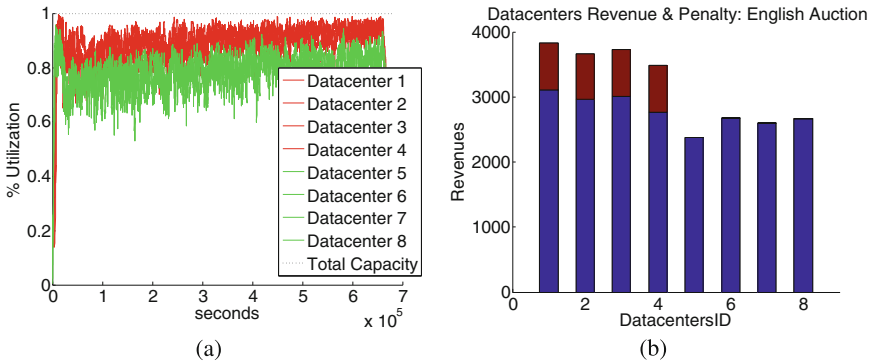 1
0.8
0.6
0.4
0.2
0
% Utilization
0 1 2 3 4 5 6 7
seconds
x 10^5
Datacenter 1
Datacenter 2
Datacenter 3
Datacenter 4
Datacenter 5
Datacenter 6
Datacenter 7
Datacenter 8
Total Capacity
(a)
Datacenters Revenue & Penalty: English Auction
4000
3000
2000
1000
0
Revenues
0 2 4 6 8
DatacentersID
(b)